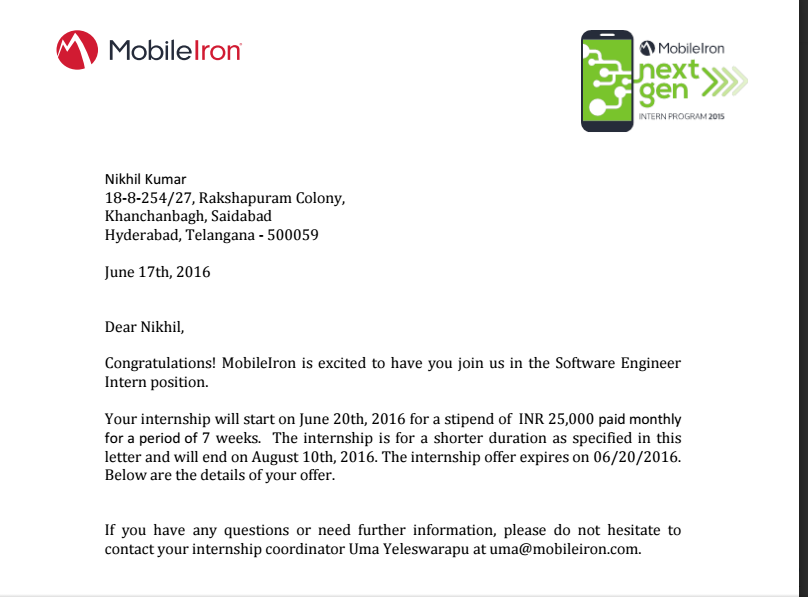 MobileIron
MobileIron
next
gen
INTERN PROGRAM 2015
Nikhil Kumar
18-8-254/27, Rakshapuram Colony,
Khanchanbagh, Saidabad
Hyderabad, Telangana - 500059
June 17th, 2016
Dear Nikhil,
Congratulations! MobileIron is excited to have you join us in the Software Engineer
Intern position.
Your internship will start on June 20th, 2016 for a stipend of INR 25,000 paid monthly
for a period of 7 weeks. The internship is for a shorter duration as specified in this
letter and will end on August 10th, 2016. The internship offer expires on 06/20/2016.
Below are the details of your offer.
If you have any questions or need further information, please do not hesitate to
contact your internship coordinator Uma Yeleswarapu at uma@mobileiron.com.